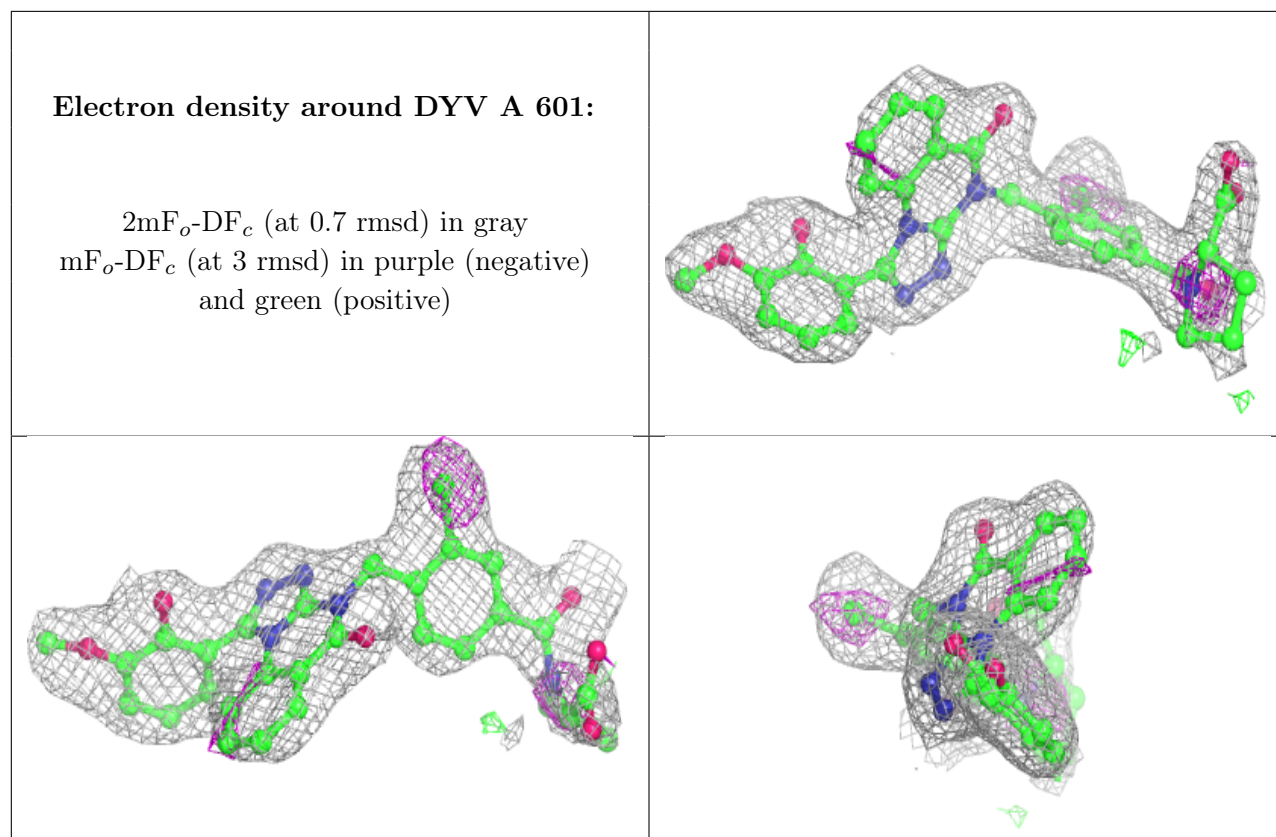 Electron density around DYV A 601:
2mFo-DFc (at 0.7 rmsd) in gray
mFo-DFc (at 3 rmsd) in purple (negative)
and green (positive)